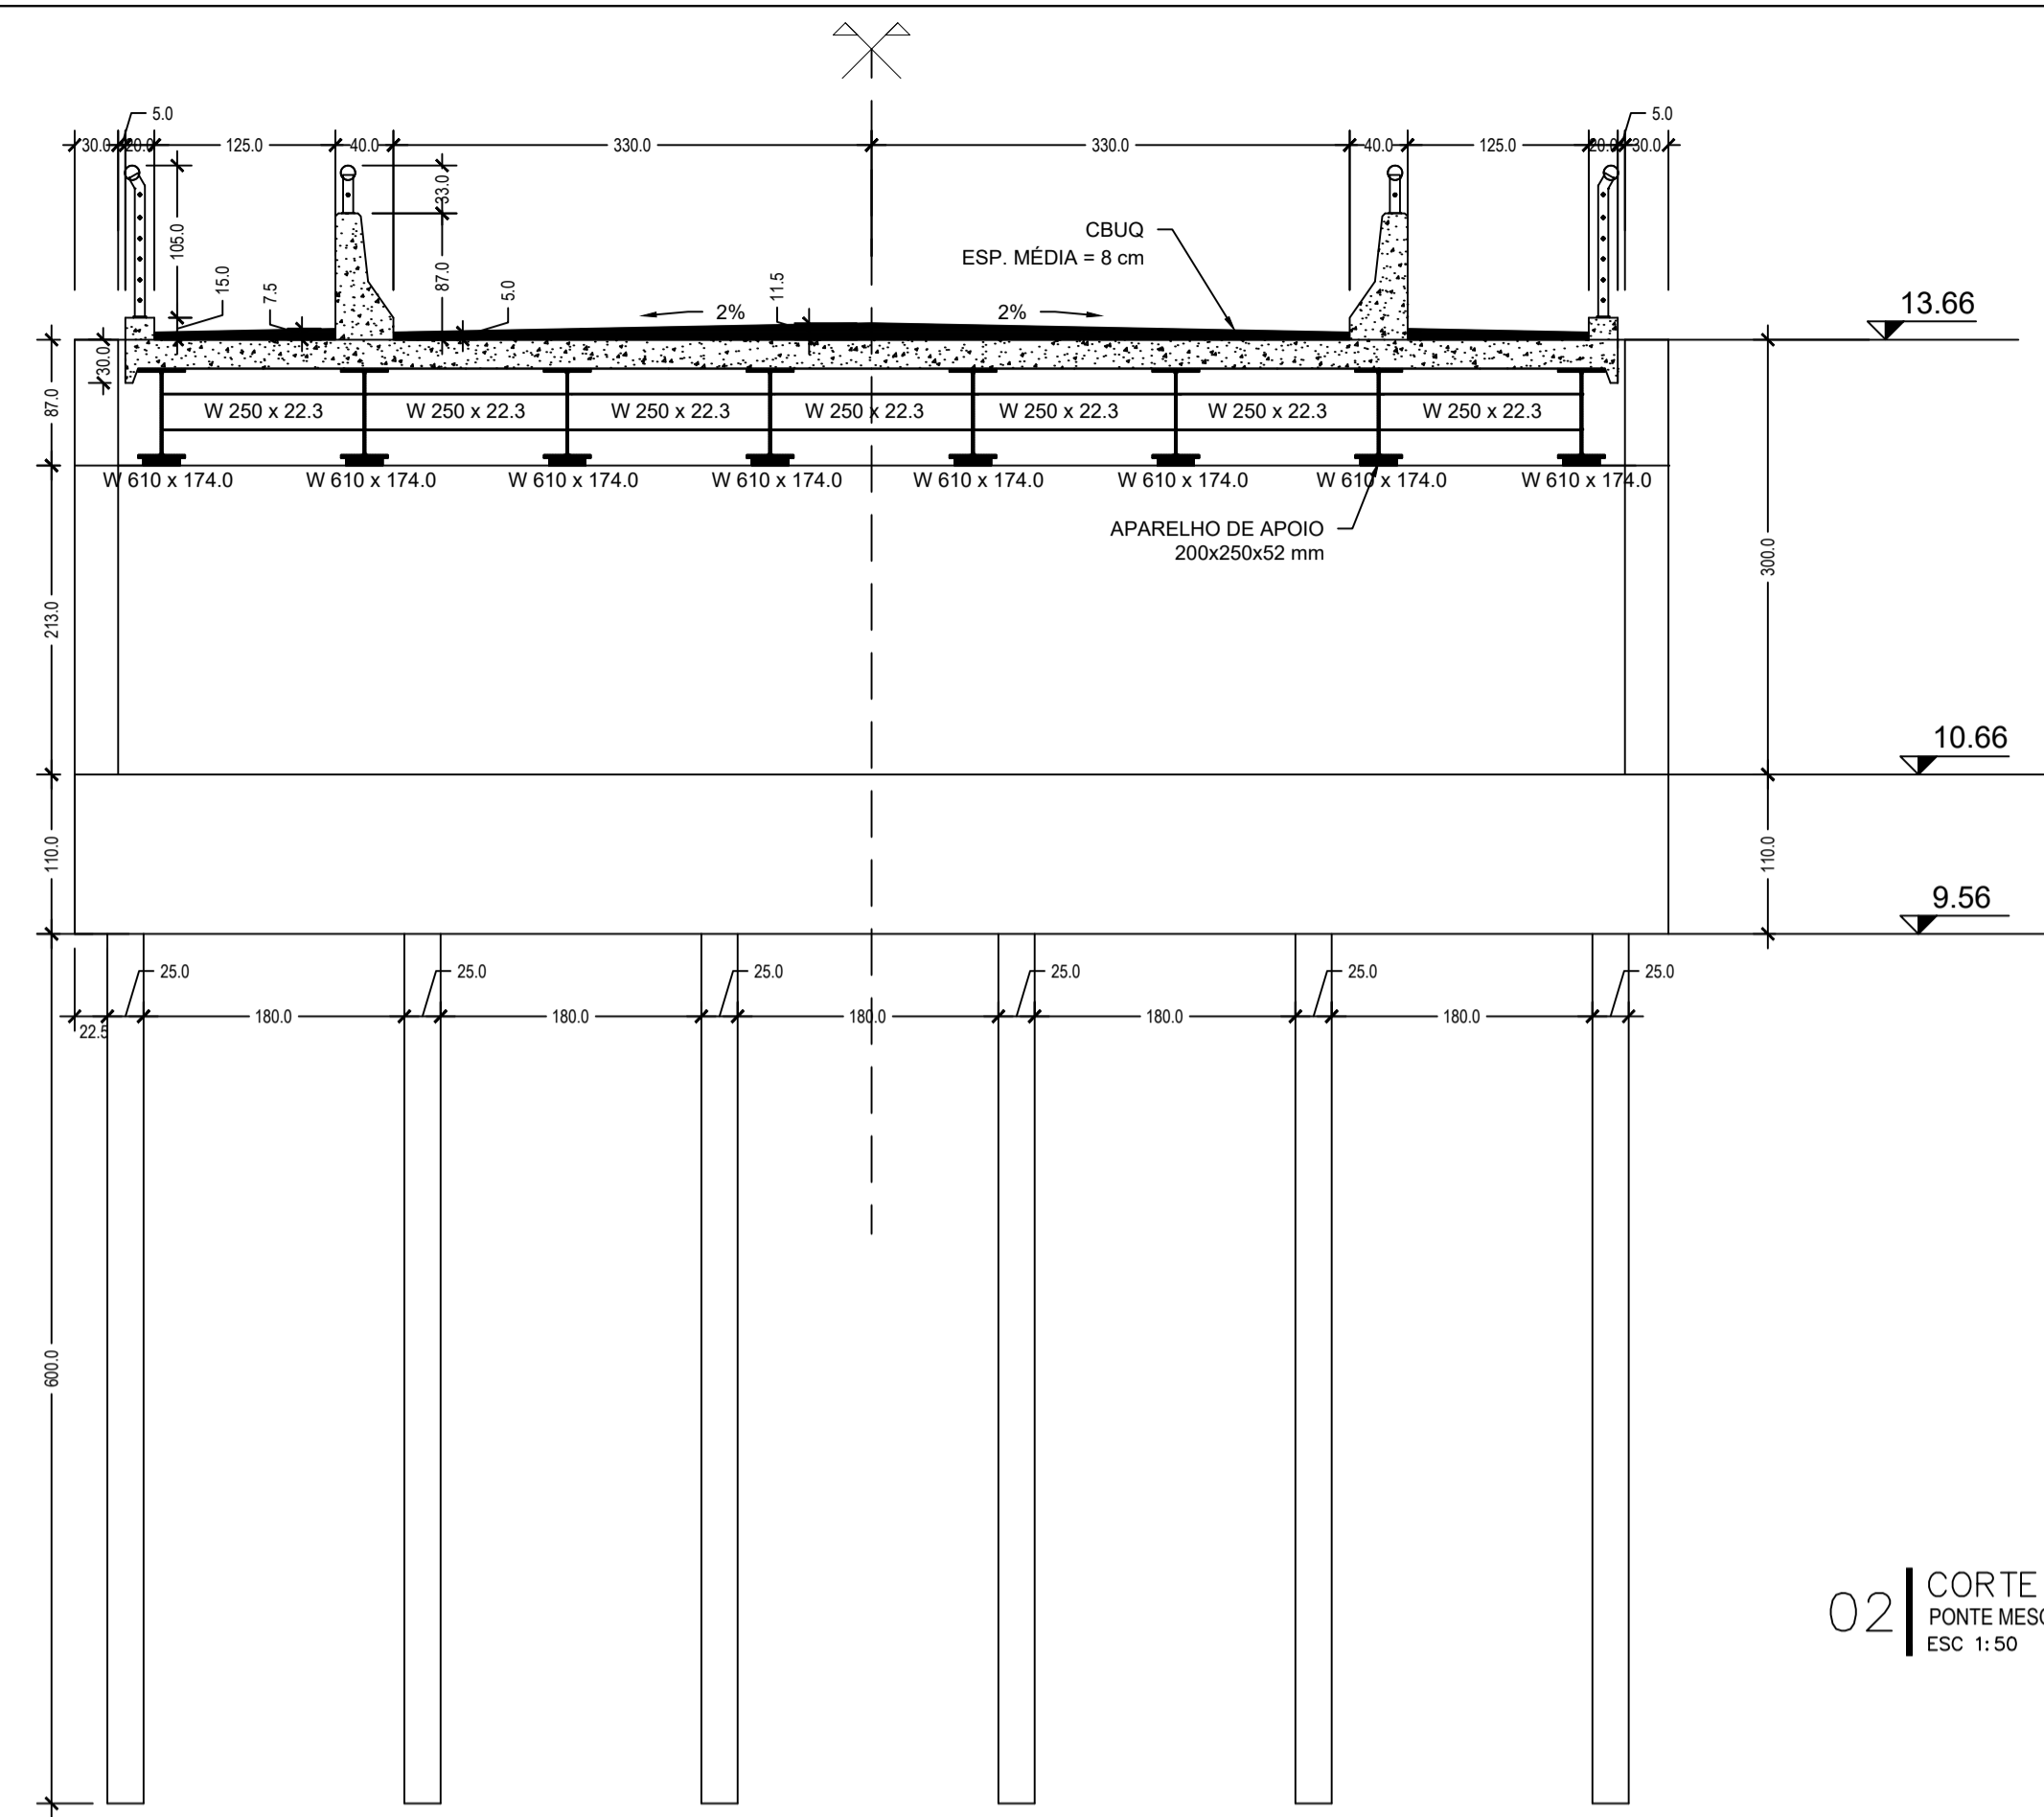 5.0
5.0
30.0
20.0
125.0
40.0
330.0
330.0
40.0
125.0
20.0
30.0
33.0
105.0
CBUQ
ESP. MÉDIA = 8 cm
15.0
7.5
87.0
5.0
11.5
2%
2%
13.66
30.0
87.0
W 250 x 22.3
W 250 x 22.3
W 250 x 22.3
W 250 x 22.3
W 250 x 22.3
W 250 x 22.3
W 250 x 22.3
W 610 x 174.0
W 610 x 174.0
W 610 x 174.0
W 610 x 174.0
W 610 x 174.0
W 610 x 174.0
W 610 x 174.0
W 610 x 174.0
APARELHO DE APOIO
200x250x52 mm
300.0
213.0
10.66
110.0
110.0
9.56
25.0
25.0
25.0
25.0
25.0
25.0
22.5
180.0
180.0
180.0
180.0
180.0
600.0
02
CORTE
PONTE
ESC 1:50